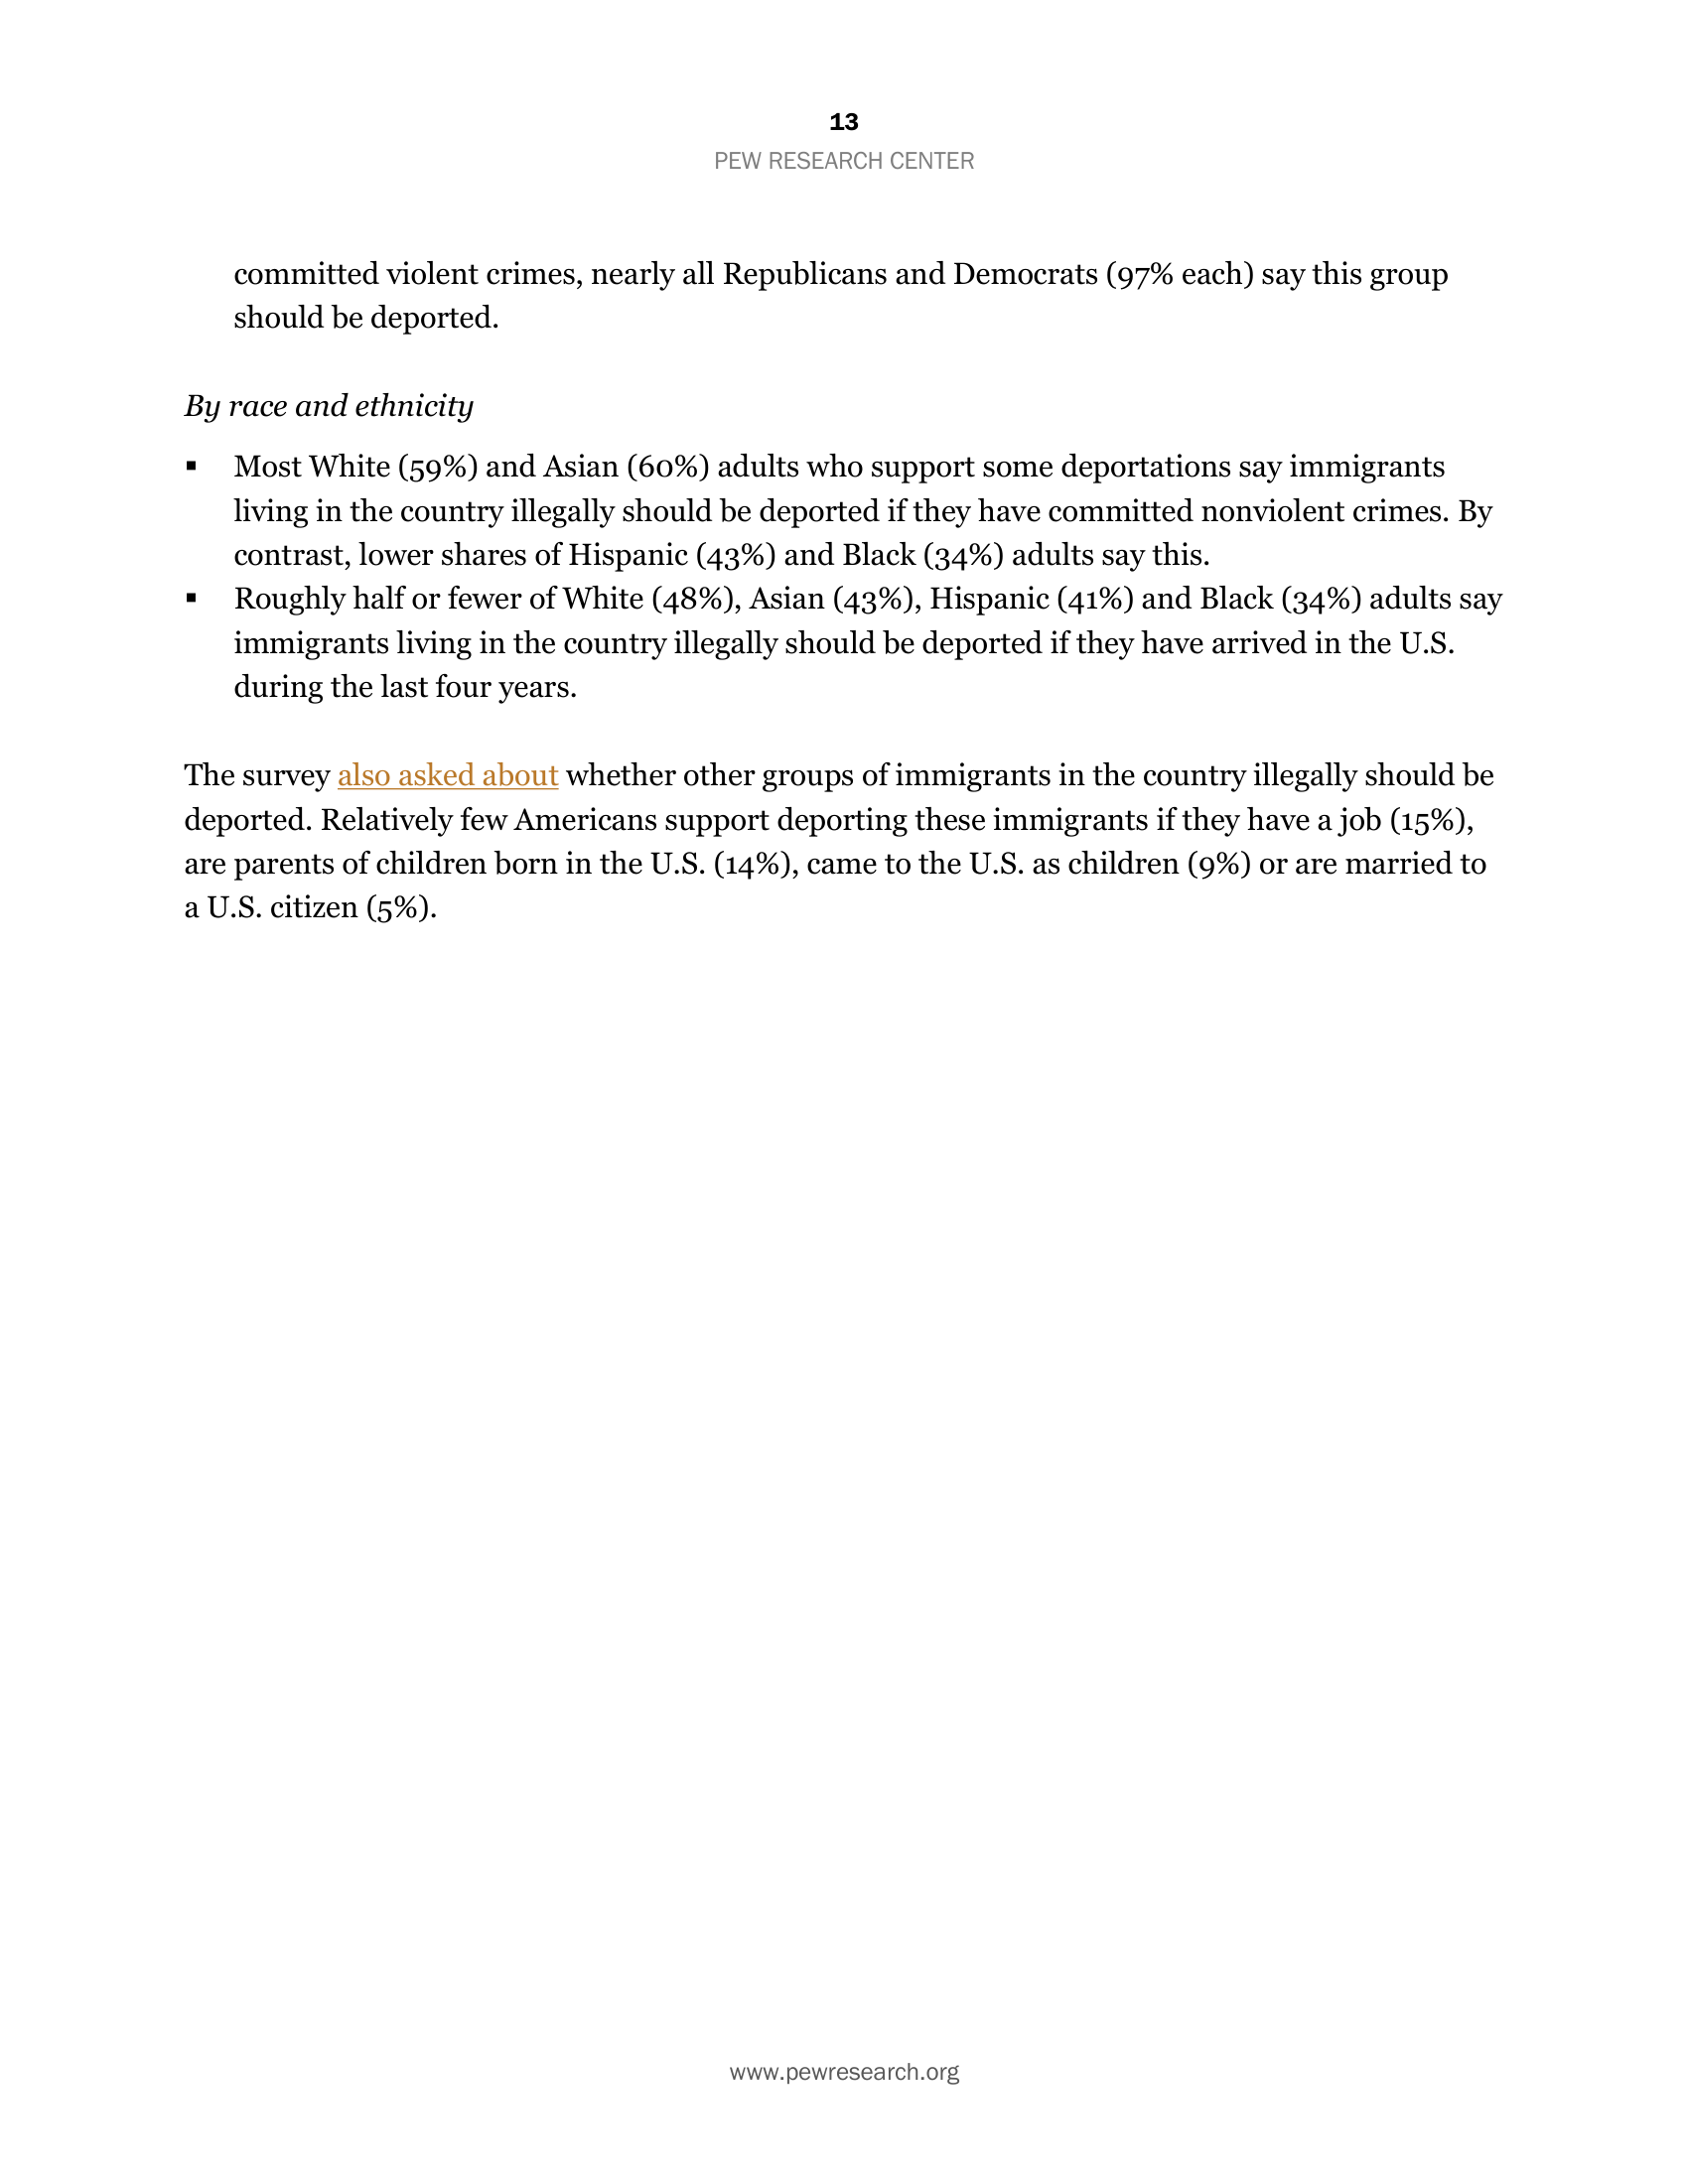 13
PEW RESEARCH CENTER
committed violent crimes, nearly all Republicans and Democrats (97% each) say this group
should be deported.
By race and ethnicity
▪ Most White (59%) and Asian (60%) adults who support some deportations say immigrants
living in the country illegally should be deported if they have committed nonviolent crimes. By
contrast, lower shares of Hispanic (43%) and Black (34%) adults say this.
▪ Roughly half or fewer of White (48%), Asian (43%), Hispanic (41%) and Black (34%) adults say
immigrants living in the country illegally should be deported if they have arrived in the U.S.
during the last four years.
The survey also asked about whether other groups of immigrants in the country illegally should be
deported. Relatively few Americans support deporting these immigrants if they have a job (15%),
are parents of children born in the U.S. (14%), came to the U.S. as children (9%) or are married to
a U.S. citizen (5%).
www.pewresearch.org